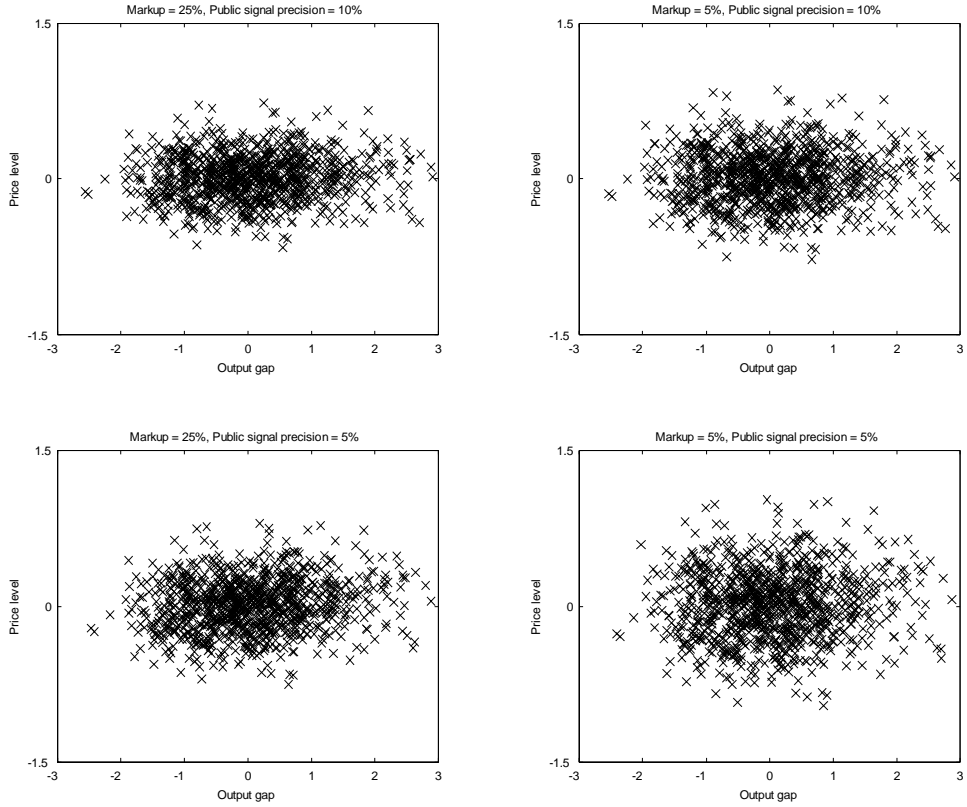 Markup = 25%, Public signal precision = 10%
1.5
0
-1.5
Price level
-3 -2 -1 0 1 2 3
Output gap
Markup = 5%, Public signal precision = 10%
1.5
0
-1.5
Price level
-3 -2 -1 0 1 2 3
Output gap
Markup = 25%, Public signal precision = 5%
1.5
0
-1.5
Price level
-3 -2 -1 0 1 2 3
Output gap
Markup = 5%, Public signal precision = 5%
1.5
0
-1.5
Price level
-3 -2 -1 0 1 2 3
Output gap